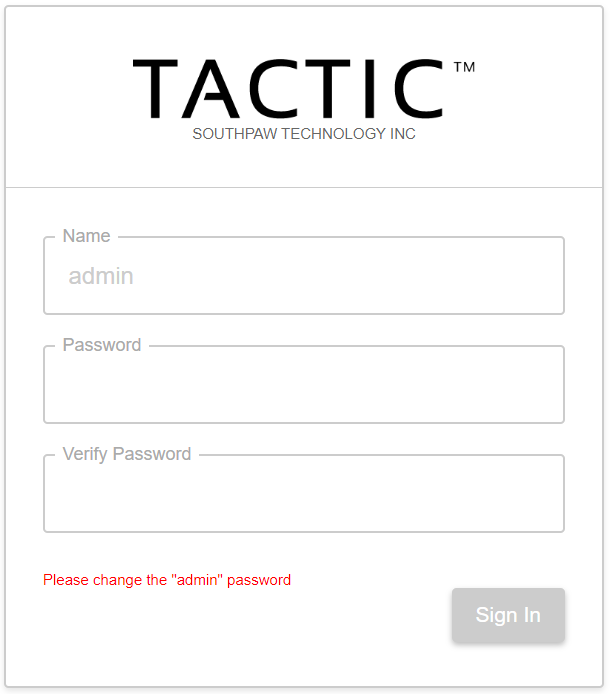 TACTIC™
SOUTHPAW TECHNOLOGY INC
Name
admin
Password
Verify Password
Please change the "admin" password
Sign In